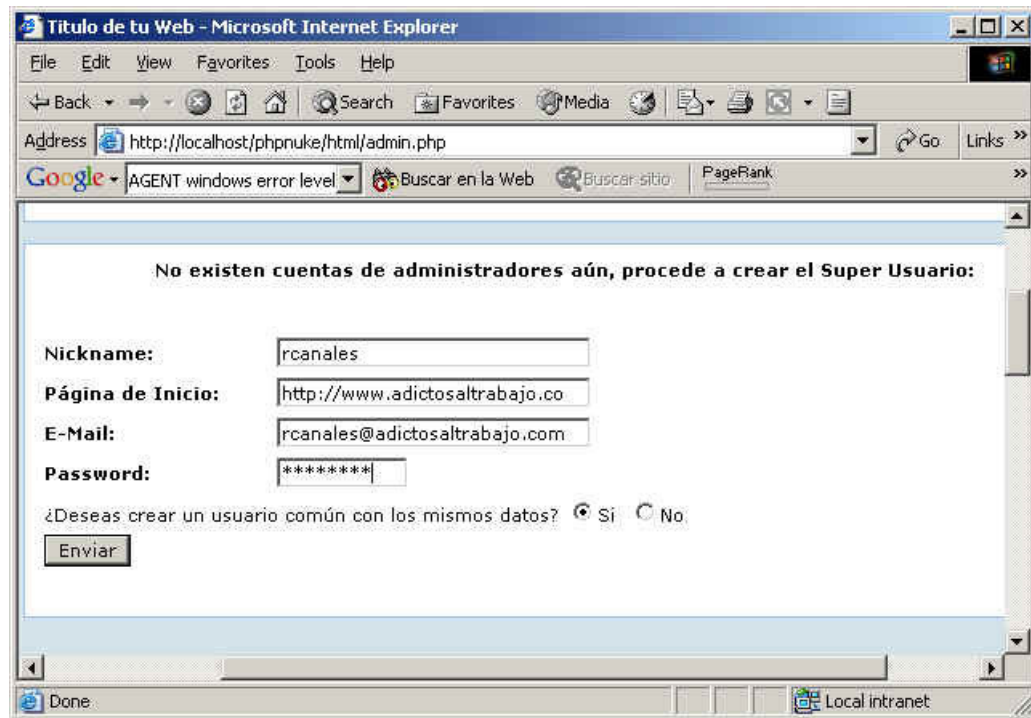 Titulo de tu Web - Microsoft Internet Explorer
File Edit View Favorites Tools Help
Back Search Favorites Media
Address http://localhost/phpnuke/html/admin.php Go Links »
Google AGENT windows error level Buscar en la Web Buscar sitio PageRank »
No existen cuentas de administradores aún, procede a crear el Super Usuario:
Nickname: rcanales
Página de Inicio: http://www.adictosaltrabajo.co
E-Mail: rcanales@adictosaltrabajo.com
Password: ********
¿Deseas crear un usuario común con los mismos datos? Si No
Enviar
Done Local intranet